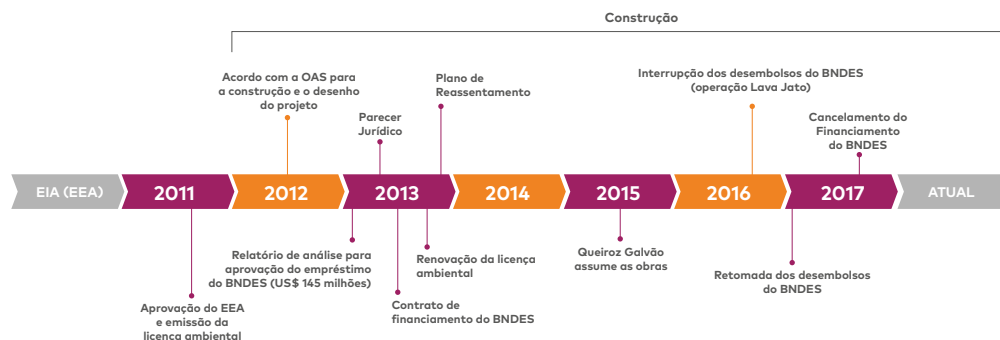 Construção
Acordo com a OAS para
a construção e o desenho
do projeto
Parecer
Jurídico
Plano de
Reassentamento
Interrupção dos desembolsos do BNDES
(operação Lava Jato)
Cancelamento do
Financiamento
do BNDES
EIA (EEA)
2011
2012
2013
2014
2015
2016
2017
ATUAL
Aprovação do EEA
e emissão da
licença ambiental
Relatório de análise para
aprovação do empréstimo
do BNDES (US$ 145 milhões)
Contrato de
financiamento do BNDES
Renovação da licença
ambiental
Queiroz Galvão
assume as obras
Retomada dos desembolsos
do BNDES